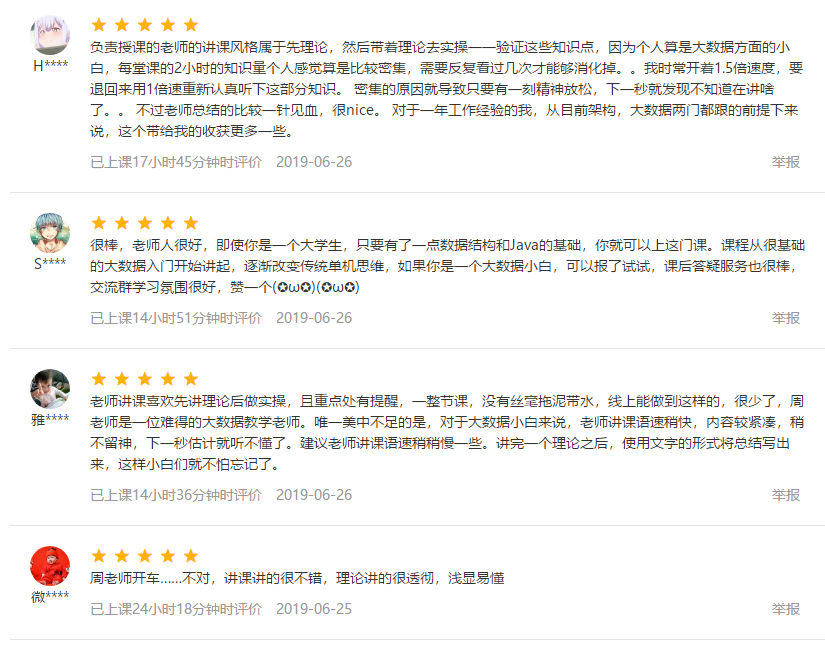 H****
负责授课的老师的讲课风格属于先理论，然后带着理论去实操——验证这些知识点，因为个人算是大数据方面的小
白，每堂课的2小时的知识量个人感觉算是比较密集，需要反复看过几次才能够消化掉。。我时常开着1.5倍速度，要
退回来用1倍速重新认真听下这部分知识。 密集的原因就导致只要有一刻精神放松，下一秒就发现不知道在讲啥
了。。 不过老师总结的比较一针见血，很nice。 对于一年工作经验的我，从目前架构，大数据两门都跟的前提下来
说，这个带给我的收获更多一些。
已上课17小时45分钟时评价 2019-06-26 举报
S****
很棒，老师人很好，即使你是一个大学生，只要有了一点数据结构和Java的基础，你就可以上这门课。课程从很基础
的大数据入门开始讲起，逐渐改变传统单机思维，如果你是一个大数据小白，可以报了试试，课后答疑服务也很棒，
交流群学习氛围很好，赞一个(✪ω✪)(✪ω✪)
已上课14小时51分钟时评价 2019-06-26 举报
雅****
老师讲课喜欢先讲理论后做实操，且重点处有提醒，一整节课，没有丝毫拖泥带水，线上能做到这样的，很少了，周
老师是一位难得的大数据教学老师。唯一美中不足的是，对于大数据小白来说，老师讲课语速稍快，内容较紧凑，稍
不留神，下一秒估计就听不懂了。建议老师讲课语速稍稍慢一些。讲完一个理论之后，使用文字的形式将总结写出
来，这样小白们就不怕忘记了。
已上课14小时36分钟时评价 2019-06-26 举报
微****
周老师开车......不对，讲课讲的很不错，理论讲的很透彻，浅显易懂
已上课24小时18分钟时评价 2019-06-25 举报